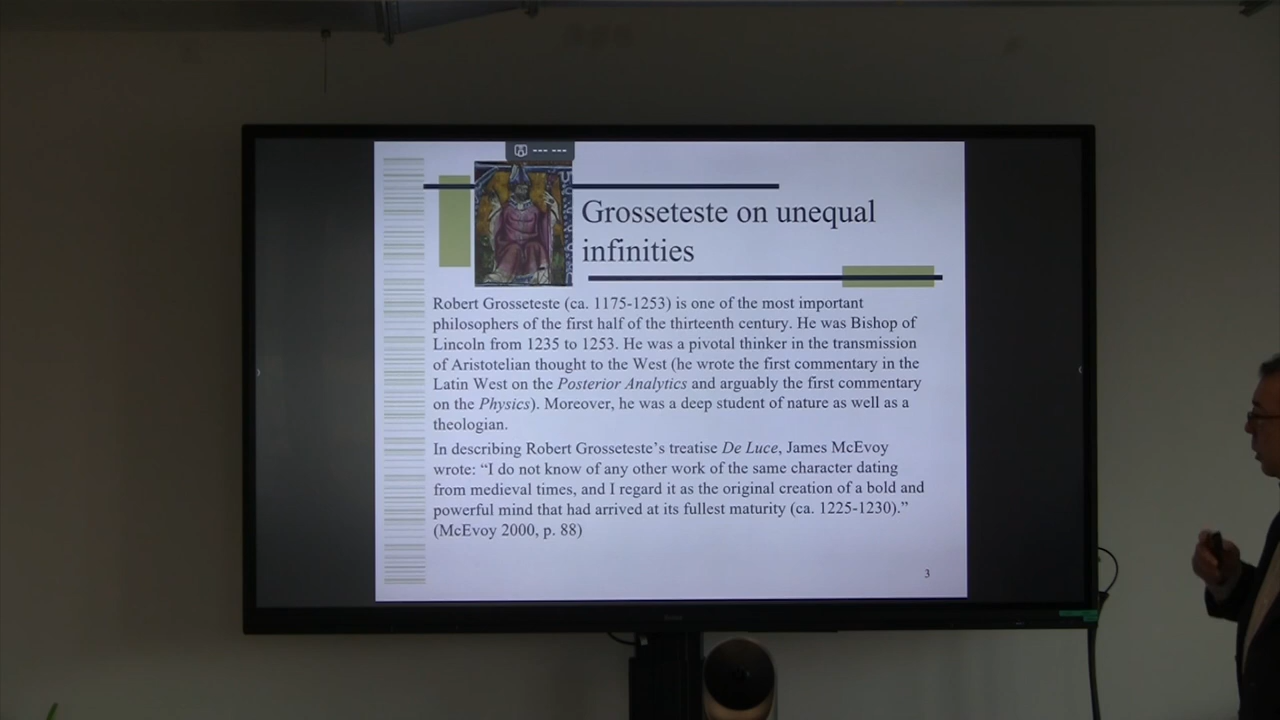 Grosseteste on unequal
infinities
Robert Grosseteste (ca. 1175-1253) is one of the most important
philosophers of the first half of the thirteenth century. He was Bishop of
Lincoln from 1235 to 1253. He was a pivotal thinker in the transmission
of Aristotelian thought to the West (he wrote the first commentary in the
Latin West on the Posterior Analytics and arguably the first commentary
on the Physics). Moreover, he was a deep student of nature as well as a
theologian.
In describing Robert Grosseteste’s treatise De Luce, James McEvoy
wrote: “I do not know of any other work of the same character dating
from medieval times, and I regard it as the original creation of a bold and
powerful mind that had arrived at its fullest maturity (ca. 1225-1230).”
(McEvoy 2000, p. 88)
3